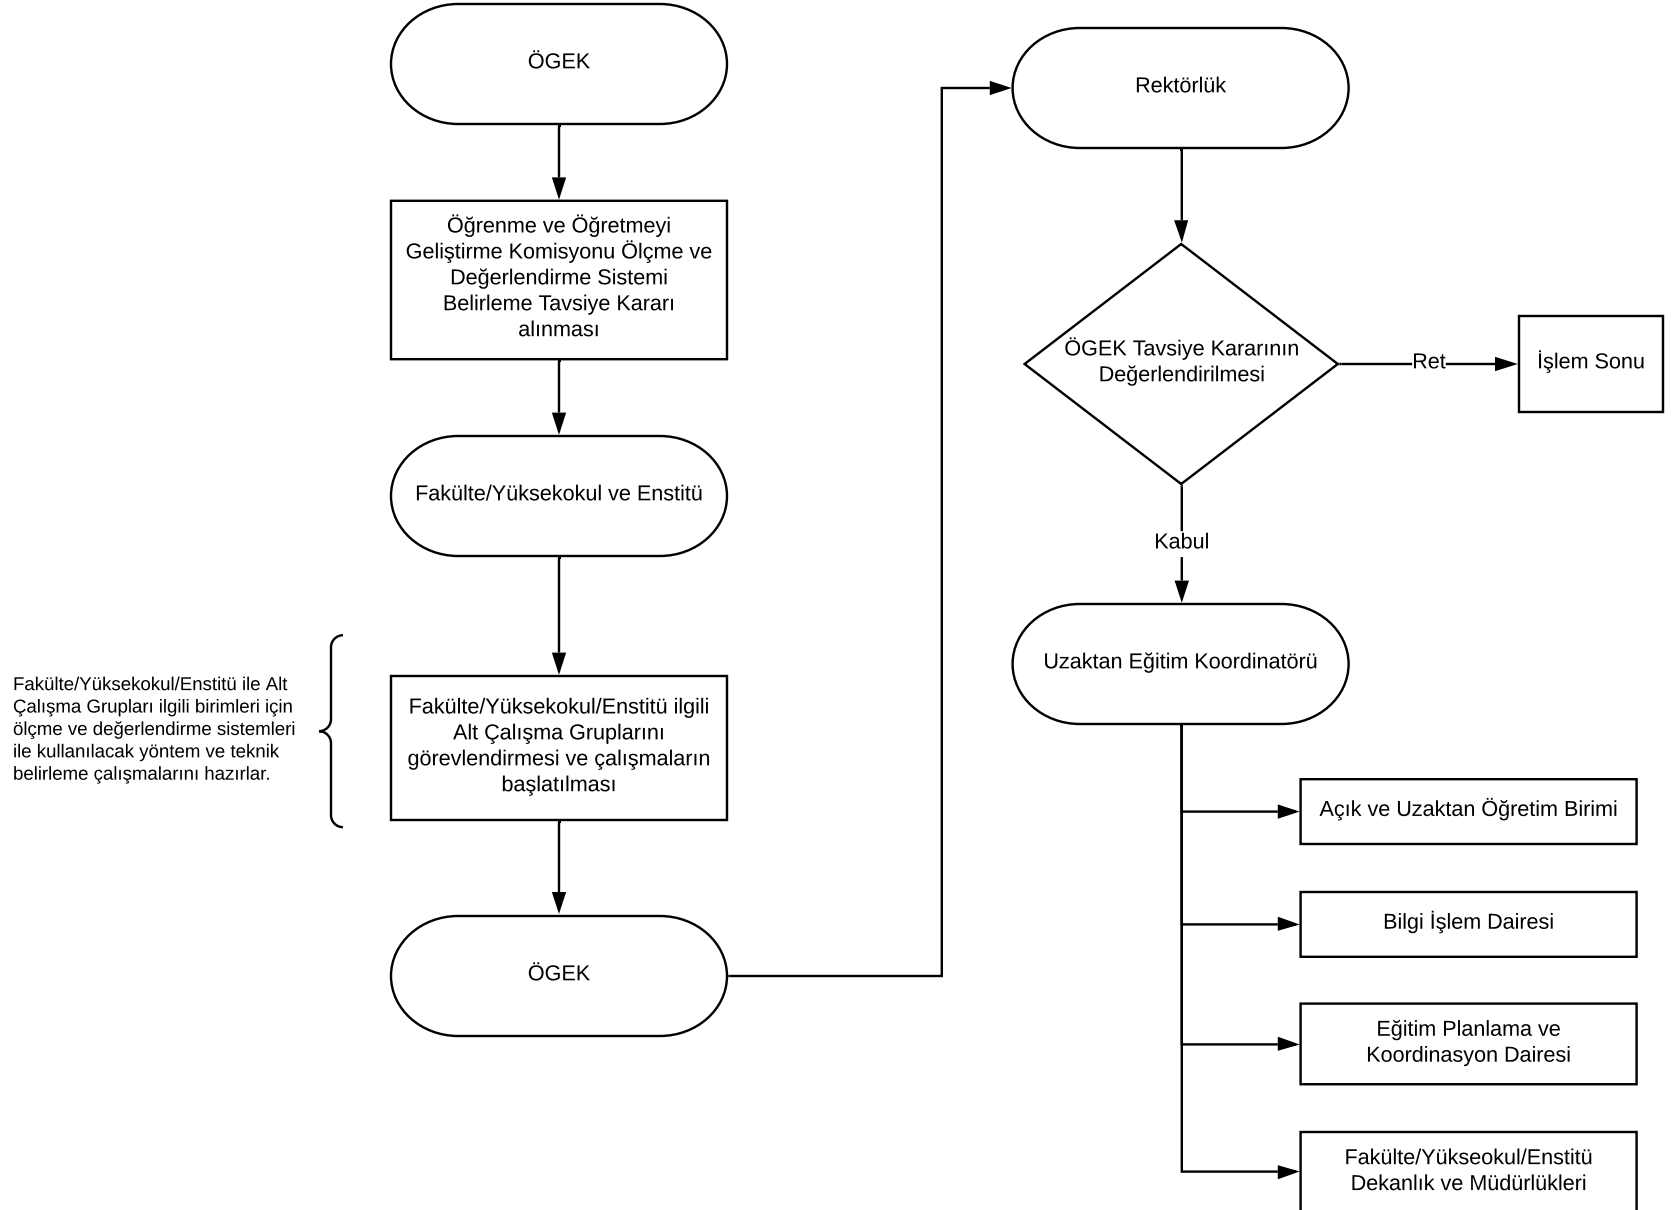 ÖGEK
Öğrenme ve Öğretmeyi
Geliştirme Komisyonu Ölçme ve
Değerlendirme Sistemi
Belirleme Tavsiye Kararı
alınması
Fakülte/Yüksekokul ve Enstitü
Fakülte/Yüksekokul/Enstitü ile Alt
Çalışma Grupları ilgili birimleri için
ölçme ve değerlendirme sistemleri
ile kullanılacak yöntem ve teknik
belirleme çalışmalarını hazırlar.
Fakülte/Yüksekokul/Enstitü ilgili
Alt Çalışma Gruplarını
görevlendirmesi ve çalışmaların
başlatılması
ÖGEK
Rektörlük
ÖGEK Tavsiye Kararının
Değerlendirilmesi
Ret
İşlem Sonu
Kabul
Uzaktan Eğitim Koordinatörü
Açık ve Uzaktan Öğretim Birimi
Bilgi İşlem Dairesi
Eğitim Planlama ve
Koordinasyon Dairesi
Fakülte/Yükseokul/Enstitü
Dekanlık ve Müdürlükleri